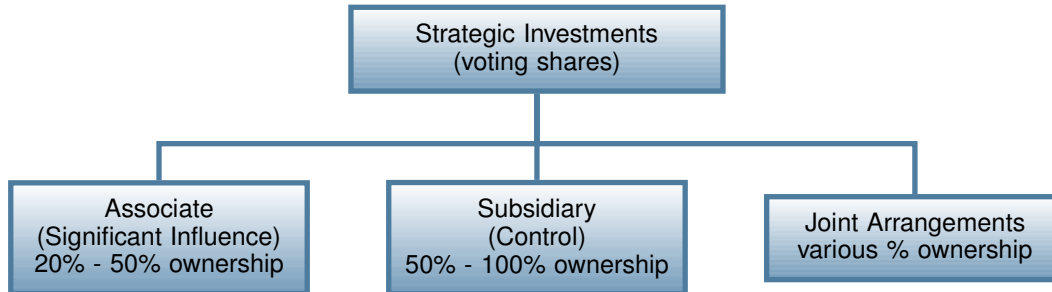 Strategic Investments
(voting shares)
Associate
(Significant Influence)
20% - 50% ownership
Subsidiary
(Control)
50% - 100% ownership
Joint Arrangements
various % ownership